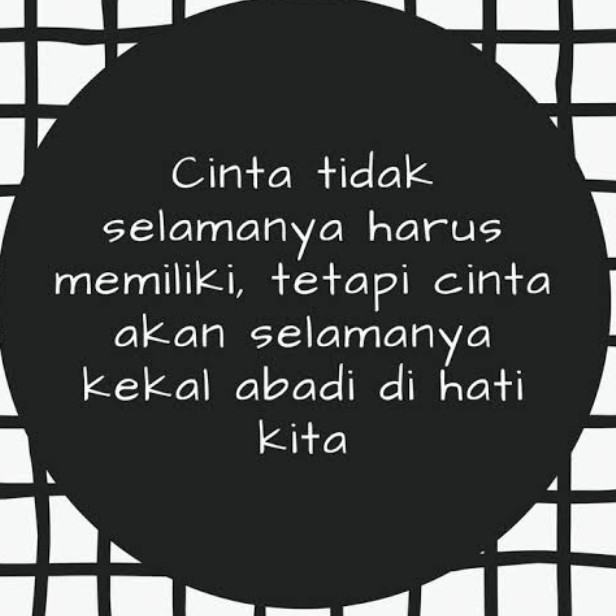 Cinta tidak
selamanya harus
memiliki, tetapi cinta
akan selamanya
kekal abadi di hati
kita